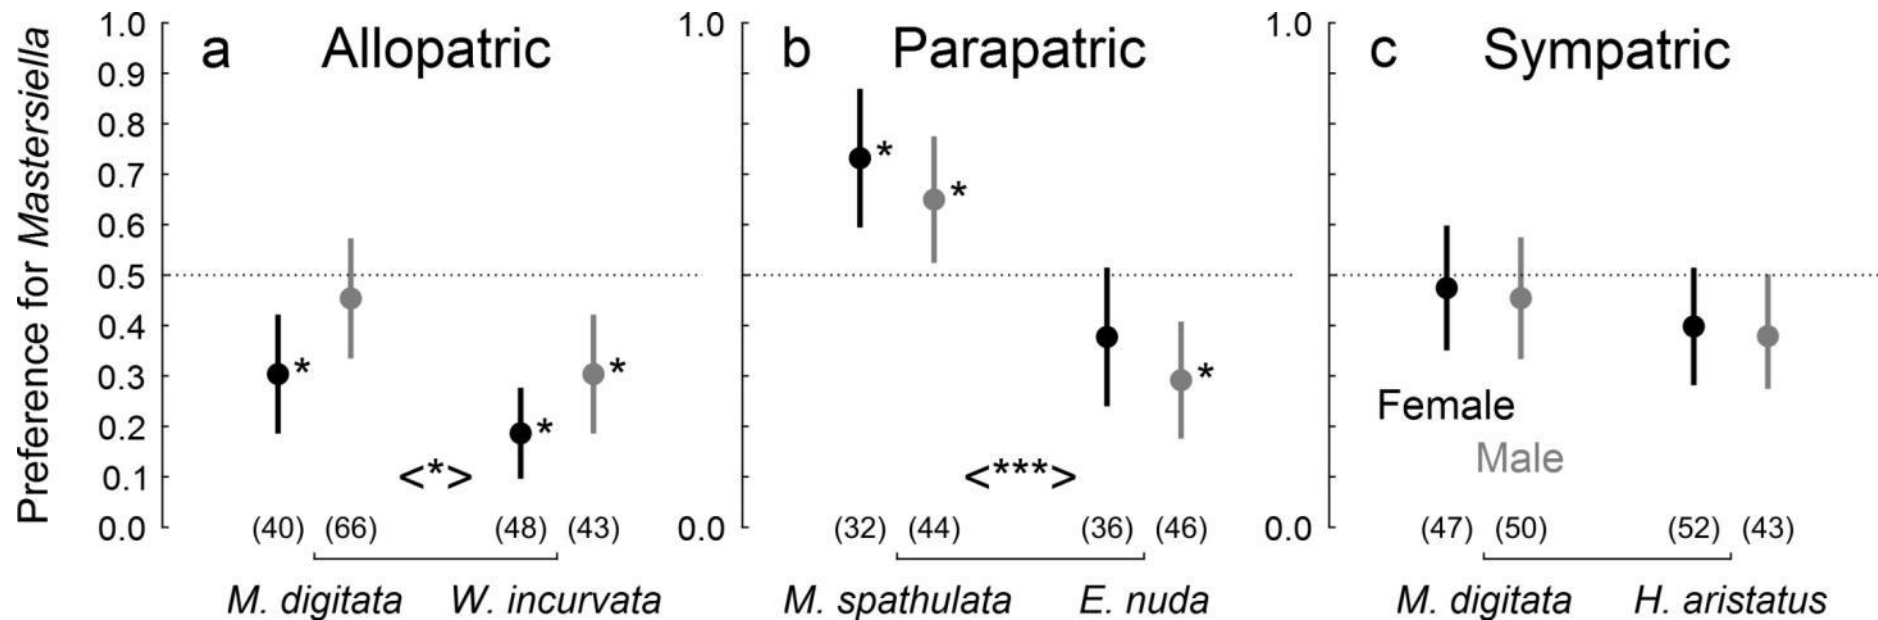 Preference for Mastersiella
1.0
0.9
0.8
0.7
0.6
0.5
0.4
0.3
0.2
0.1
0.0
a Allopatric
*
*
*
<*>
(40) (66) (48) (43)
M. digitata W. incurvata
1.0
0.0
b Parapatric
*
*
*
<***>
(32) (44) (36) (46)
M. spathulata E. nuda
1.0
0.0
c Sympatric
Female
Male
(47) (50) (52) (43)
M. digitata H. aristatus